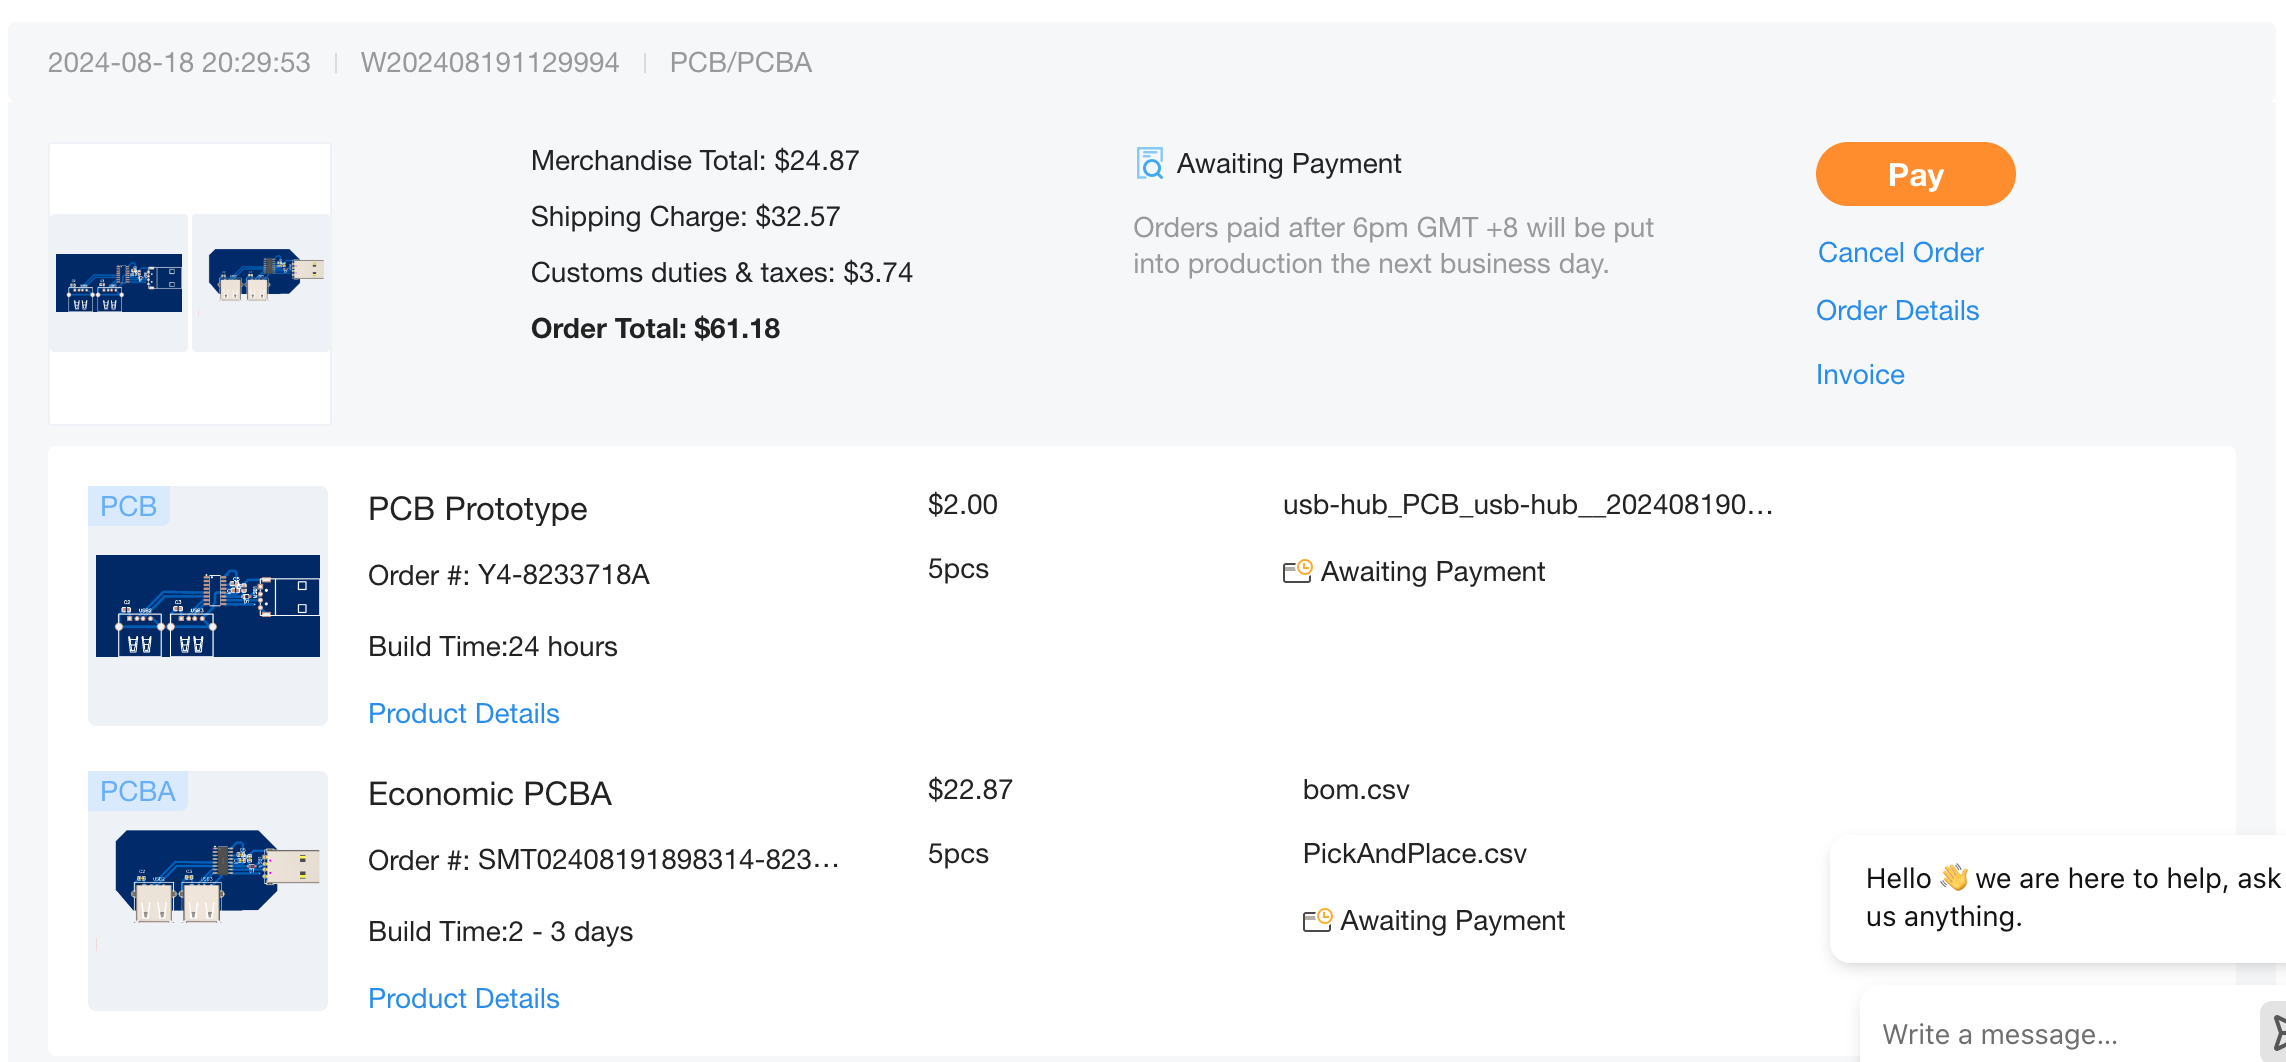 2024-08-18 20:29:53 | W202408191129994 | PCB/PCBA
Merchandise Total: $24.87
Shipping Charge: $32.57
Customs duties & taxes: $3.74
Order Total: $61.18
Awaiting Payment
Orders paid after 6pm GMT +8 will be put
into production the next business day.
Pay
Cancel Order
Order Details
Invoice
PCB
PCB Prototype
Order #: Y4-8233718A
Build Time:24 hours
Product Details
$2.00
5pcs
usb-hub_PCB_usb-hub__202408190...
Awaiting Payment
PCBA
Economic PCBA
Order #: SMT02408191898314-823...
Build Time:2 - 3 days
Product Details
$22.87
5pcs
bom.csv
PickAndPlace.csv
Awaiting Payment
Hello 👋 we are here to help, ask
us anything.
Write a message...